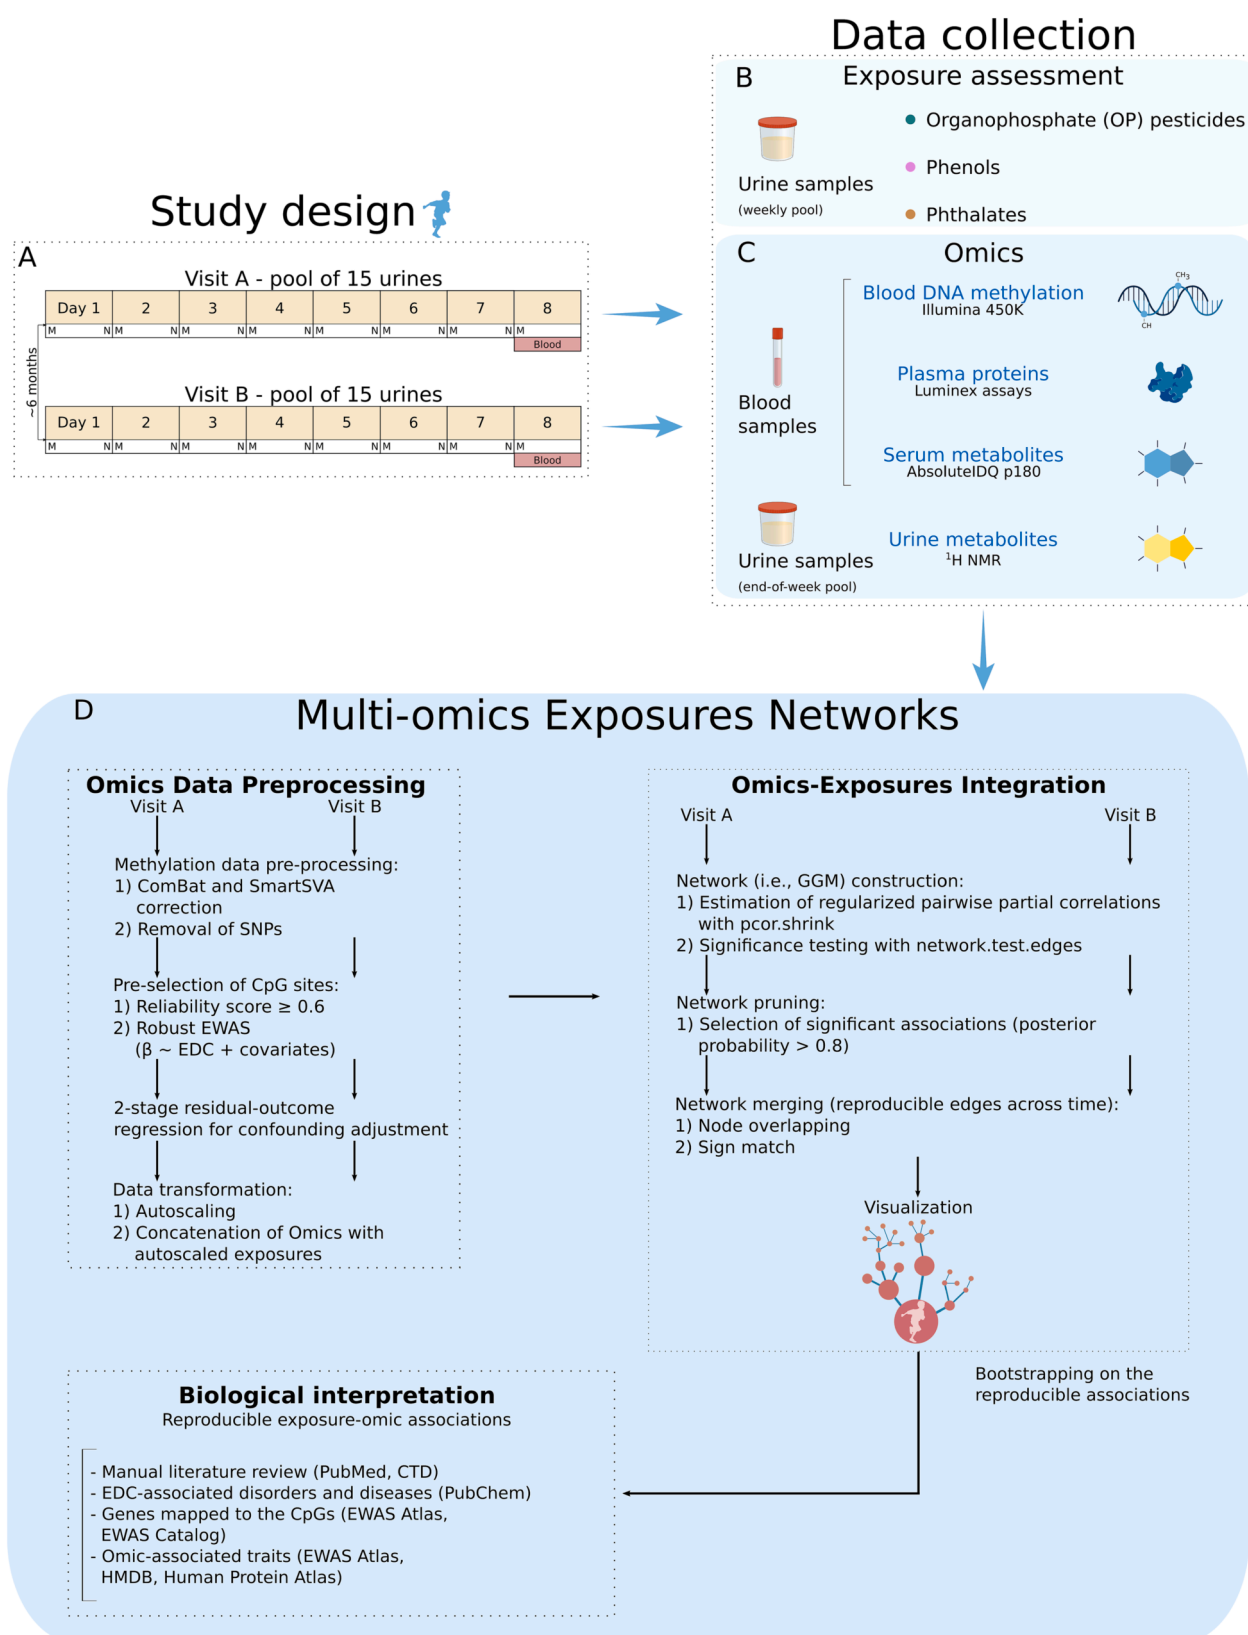 Data collection
B
Exposure assessment
Urine samples
(weekly pool)
Organophosphate (OP) pesticides
Phenols
Phthalates
Study design
A
Visit A - pool of 15 urines
Day 1 2 3 4 5 6 7 8
M N M N M N M N M N M N M N M
Blood
~6 months
Visit B - pool of 15 urines
Day 1 2 3 4 5 6 7 8
M N M N M N M N M N M N M N M
Blood
C
Omics
Blood samples
Blood DNA methylation
Illumina 450K
CH3
CH
Plasma proteins
Luminex assays
Serum metabolites
AbsoluteIDQ p180
Urine samples
(end-of-week pool)
Urine metabolites
¹H NMR
D
Multi-omics Exposures Networks
Omics Data Preprocessing
Visit A Visit B
Methylation data pre-processing:
1) ComBat and SmartSVA
correction
2) Removal of SNPs
Pre-selection of CpG sites:
1) Reliability score ≥ 0.6
2) Robust EWAS
(β ~ EDC + covariates)
2-stage residual-outcome
regression for confounding adjustment
Data transformation:
1) Autoscaling
2) Concatenation of Omics with
autoscaled exposures
Omics-Exposures Integration
Visit A Visit B
Network (i.e., GGM) construction:
1) Estimation of regularized pairwise partial correlations
with pcor.shrink
2) Significance testing with network.test.edges
Network pruning:
1) Selection of significant associations (posterior
probability > 0.8)
Network merging (reproducible edges across time):
1) Node overlapping
2) Sign match
Visualization
Bootstrapping on the
reproducible associations
Biological interpretation
Reproducible exposure-omic associations
- Manual literature review (PubMed, CTD)
- EDC-associated disorders and diseases (PubChem)
- Genes mapped to the CpGs (EWAS Atlas,
EWAS Catalog)
- Omic-associated traits (EWAS Atlas,
HMDB, Human Protein Atlas)